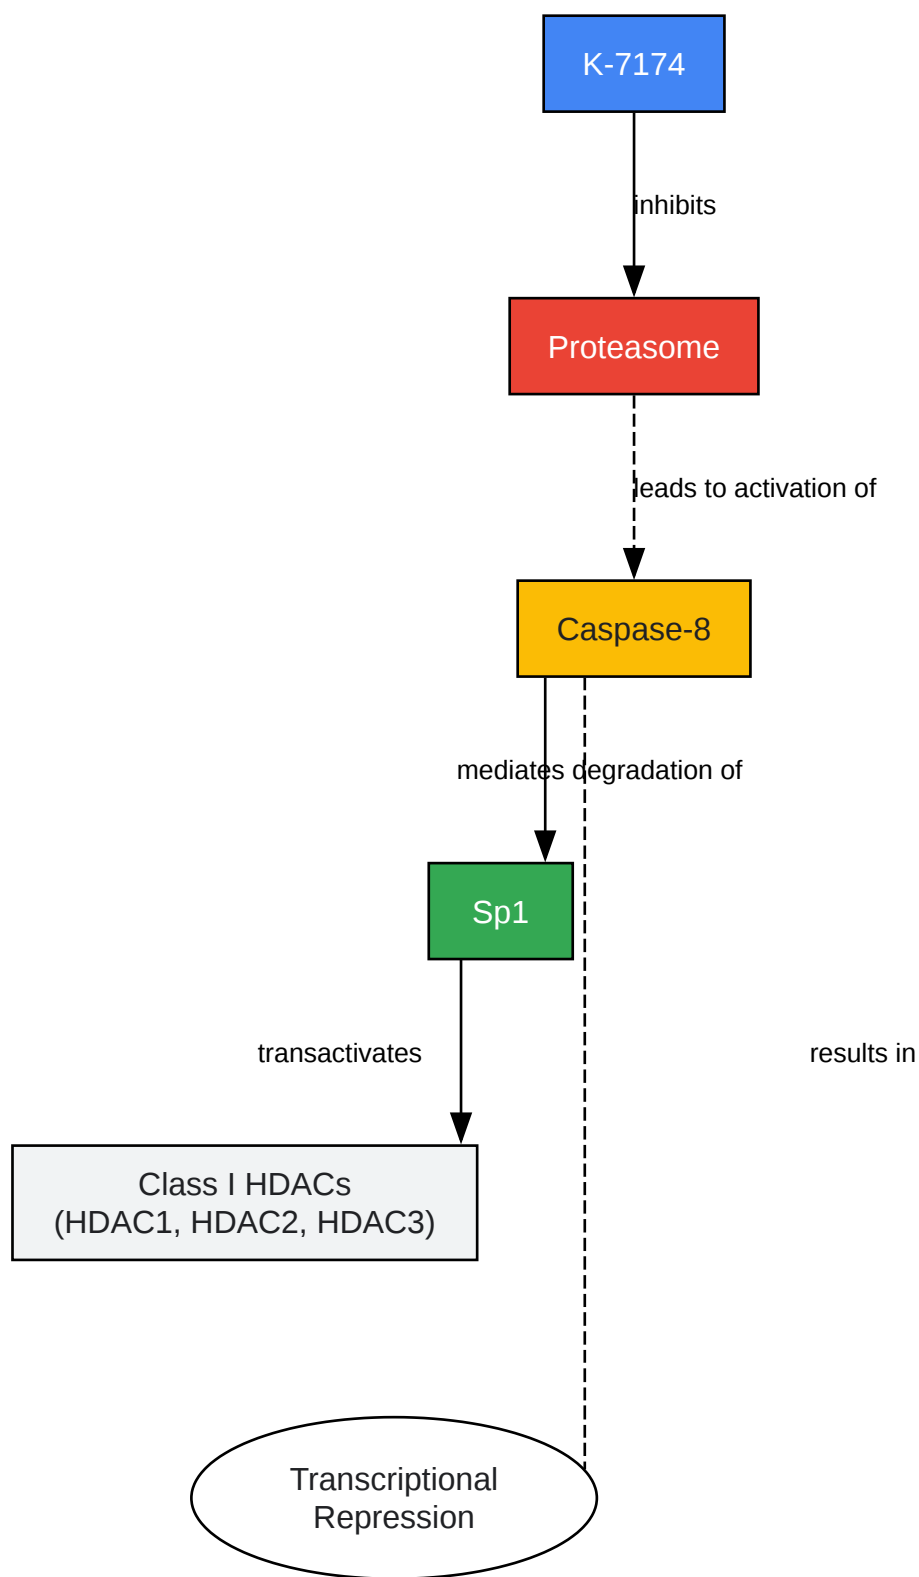 K-7174
inhibits
Proteasome
leads to activation of
Caspase-8
mediates degradation of
Sp1
transactivates
results in
Class I HDACs
(HDAC1, HDAC2, HDAC3)
Transcriptional
Repression